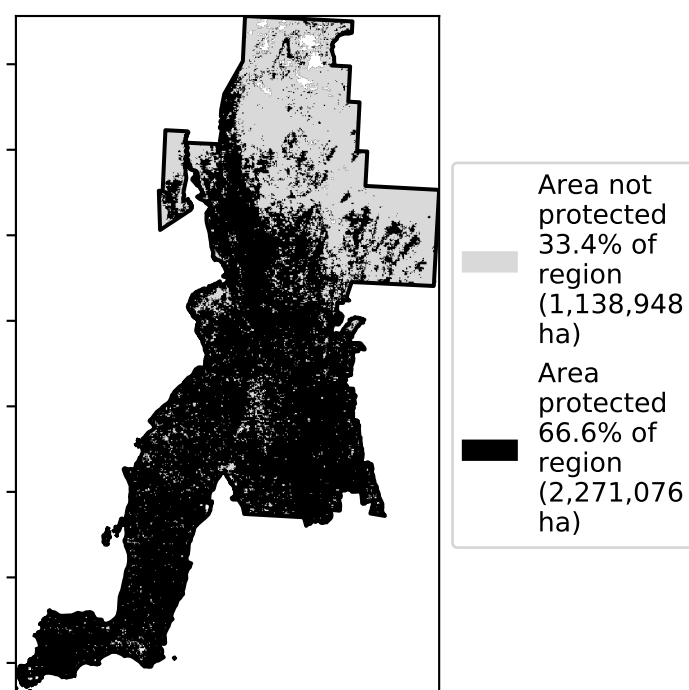 Area not
protected
33.4% of
region
(1,138,948
ha)
Area
protected
66.6% of
region
(2,271,076
ha)